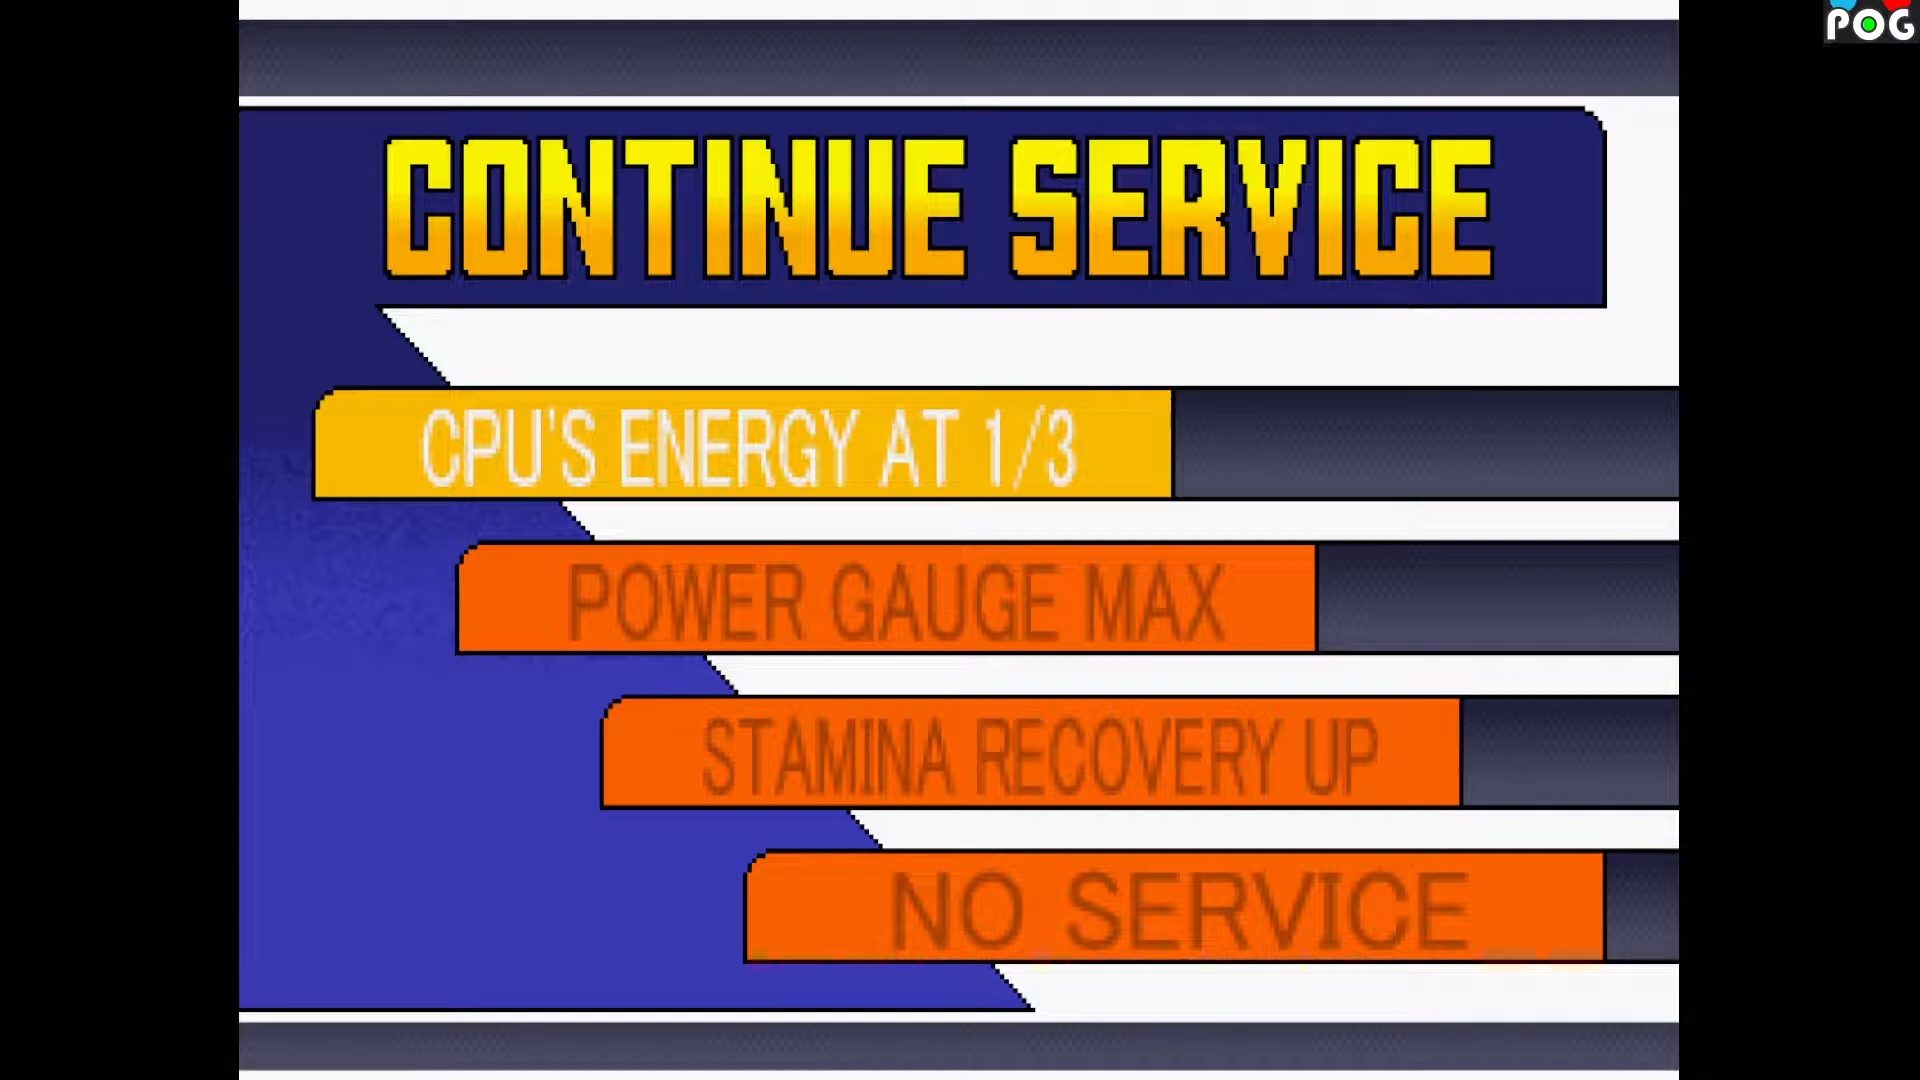 POG
CONTINUE SERVICE
CPU'S ENERGY AT 1/3
POWER GAUGE MAX
STAMINA RECOVERY UP
NO SERVICE